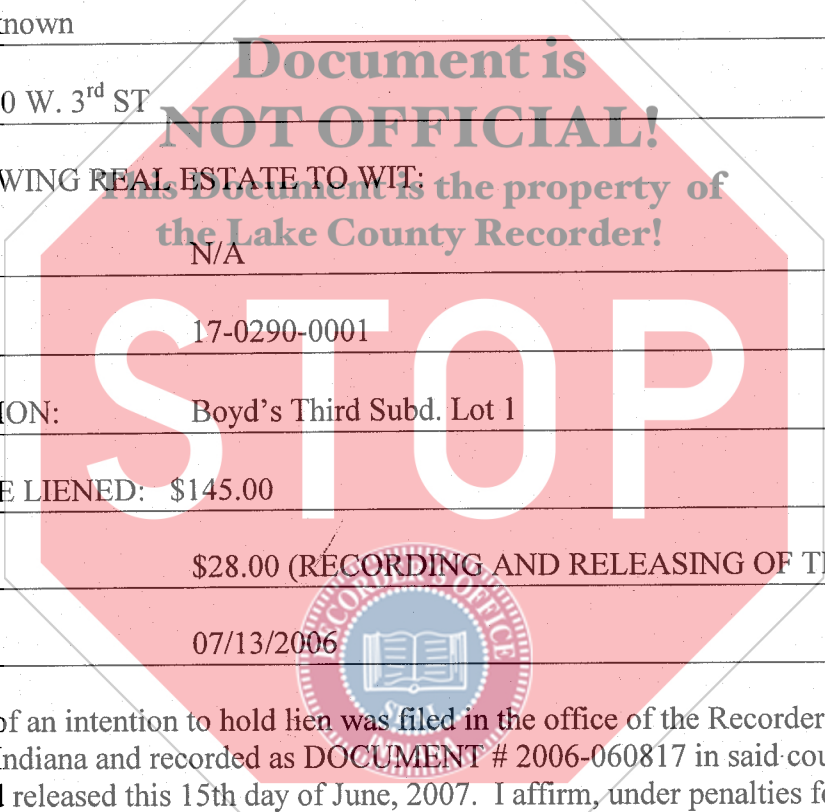 nown
Document is
0 W. 3rd ST
NOT OFFICIAL!
WING REAL ESTATE TO WIT:
This Document is the property of
the Lake County Recorder!
N/A
STOP
17-0290-0001
ION: Boyd's Third Subd. Lot 1
E LIENED: $145.00
$28.00 (RECORDING AND RELEASING OF T
RECORDER'S OFFICE
07/13/2006
SEAL
of an intention to hold lien was filed in the office of the Recorder
Indiana and recorded as DOCUMENT # 2006-060817 in said cou
released this 15th day of June, 2007. I affirm, under penalties fo